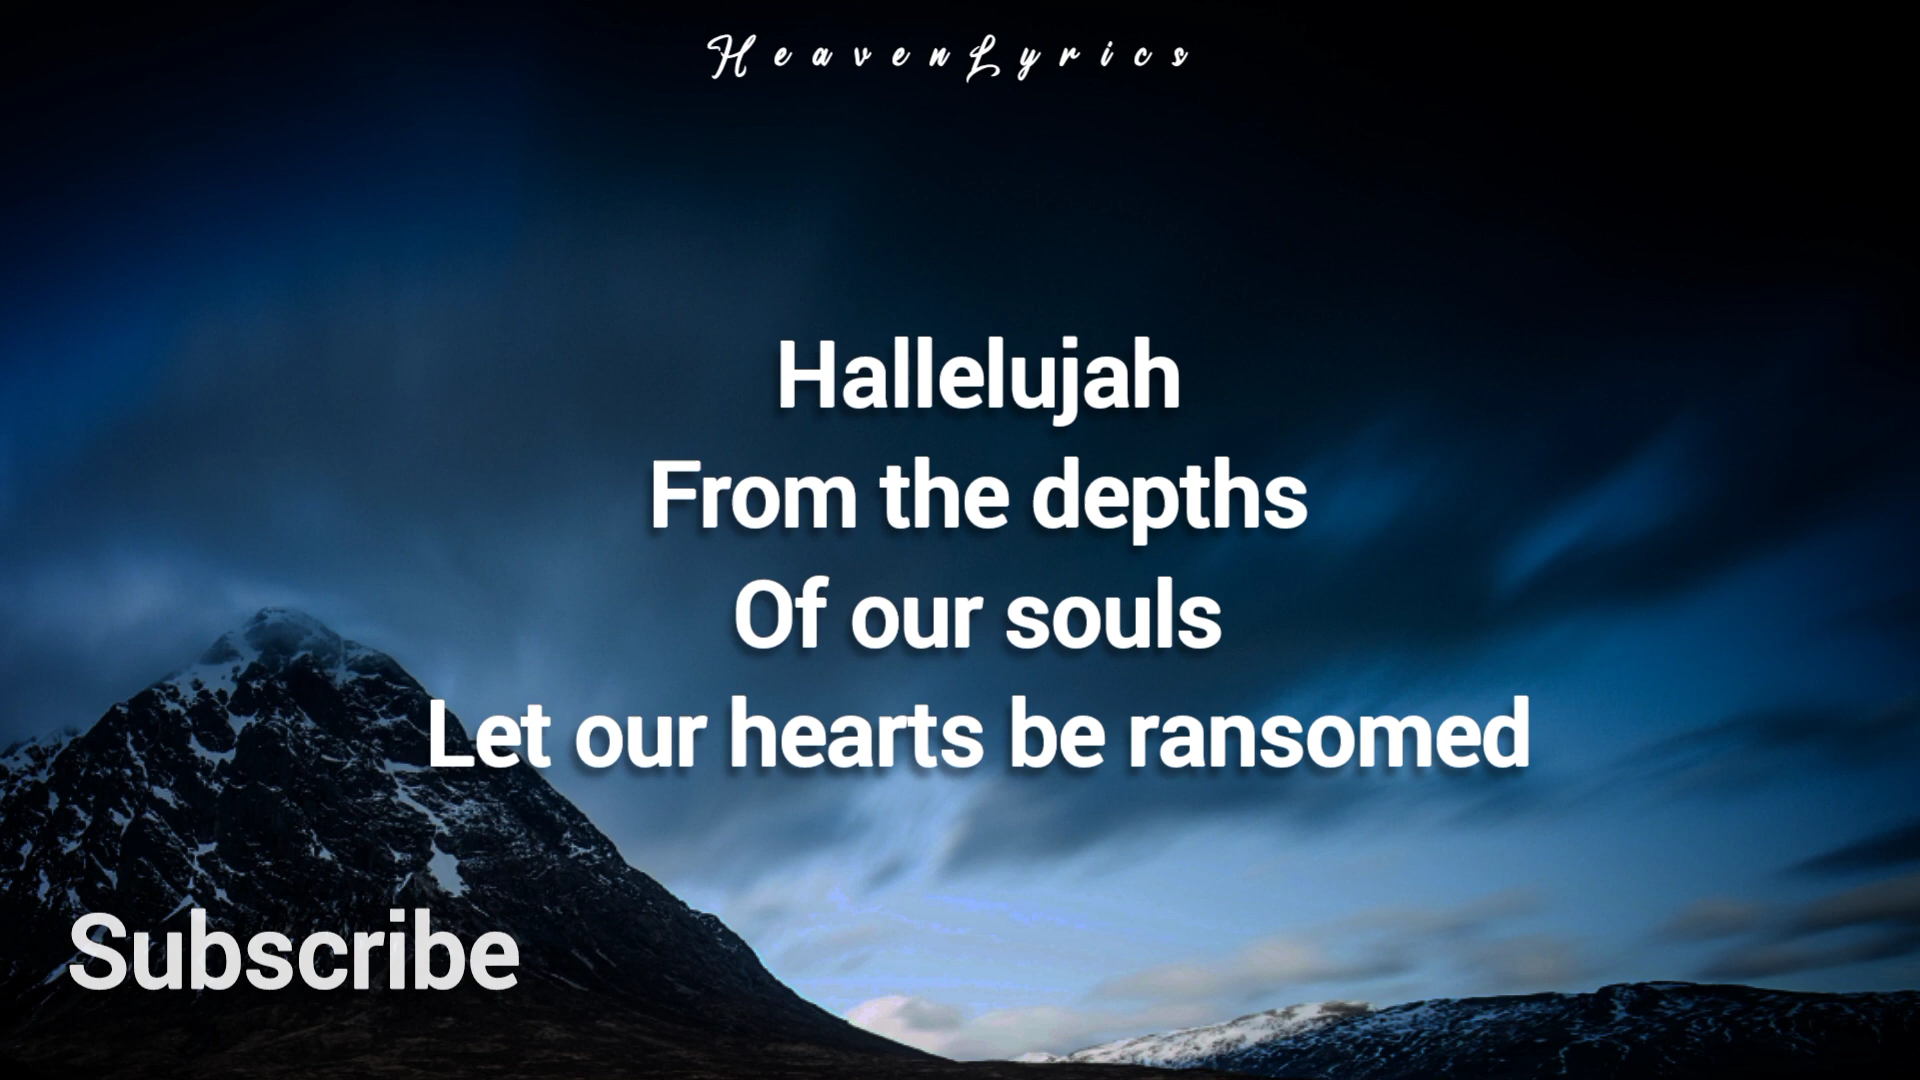 HeavenLyrics
Hallelujah
From the depths
Of our souls
Let our hearts be ransomed
Subscribe